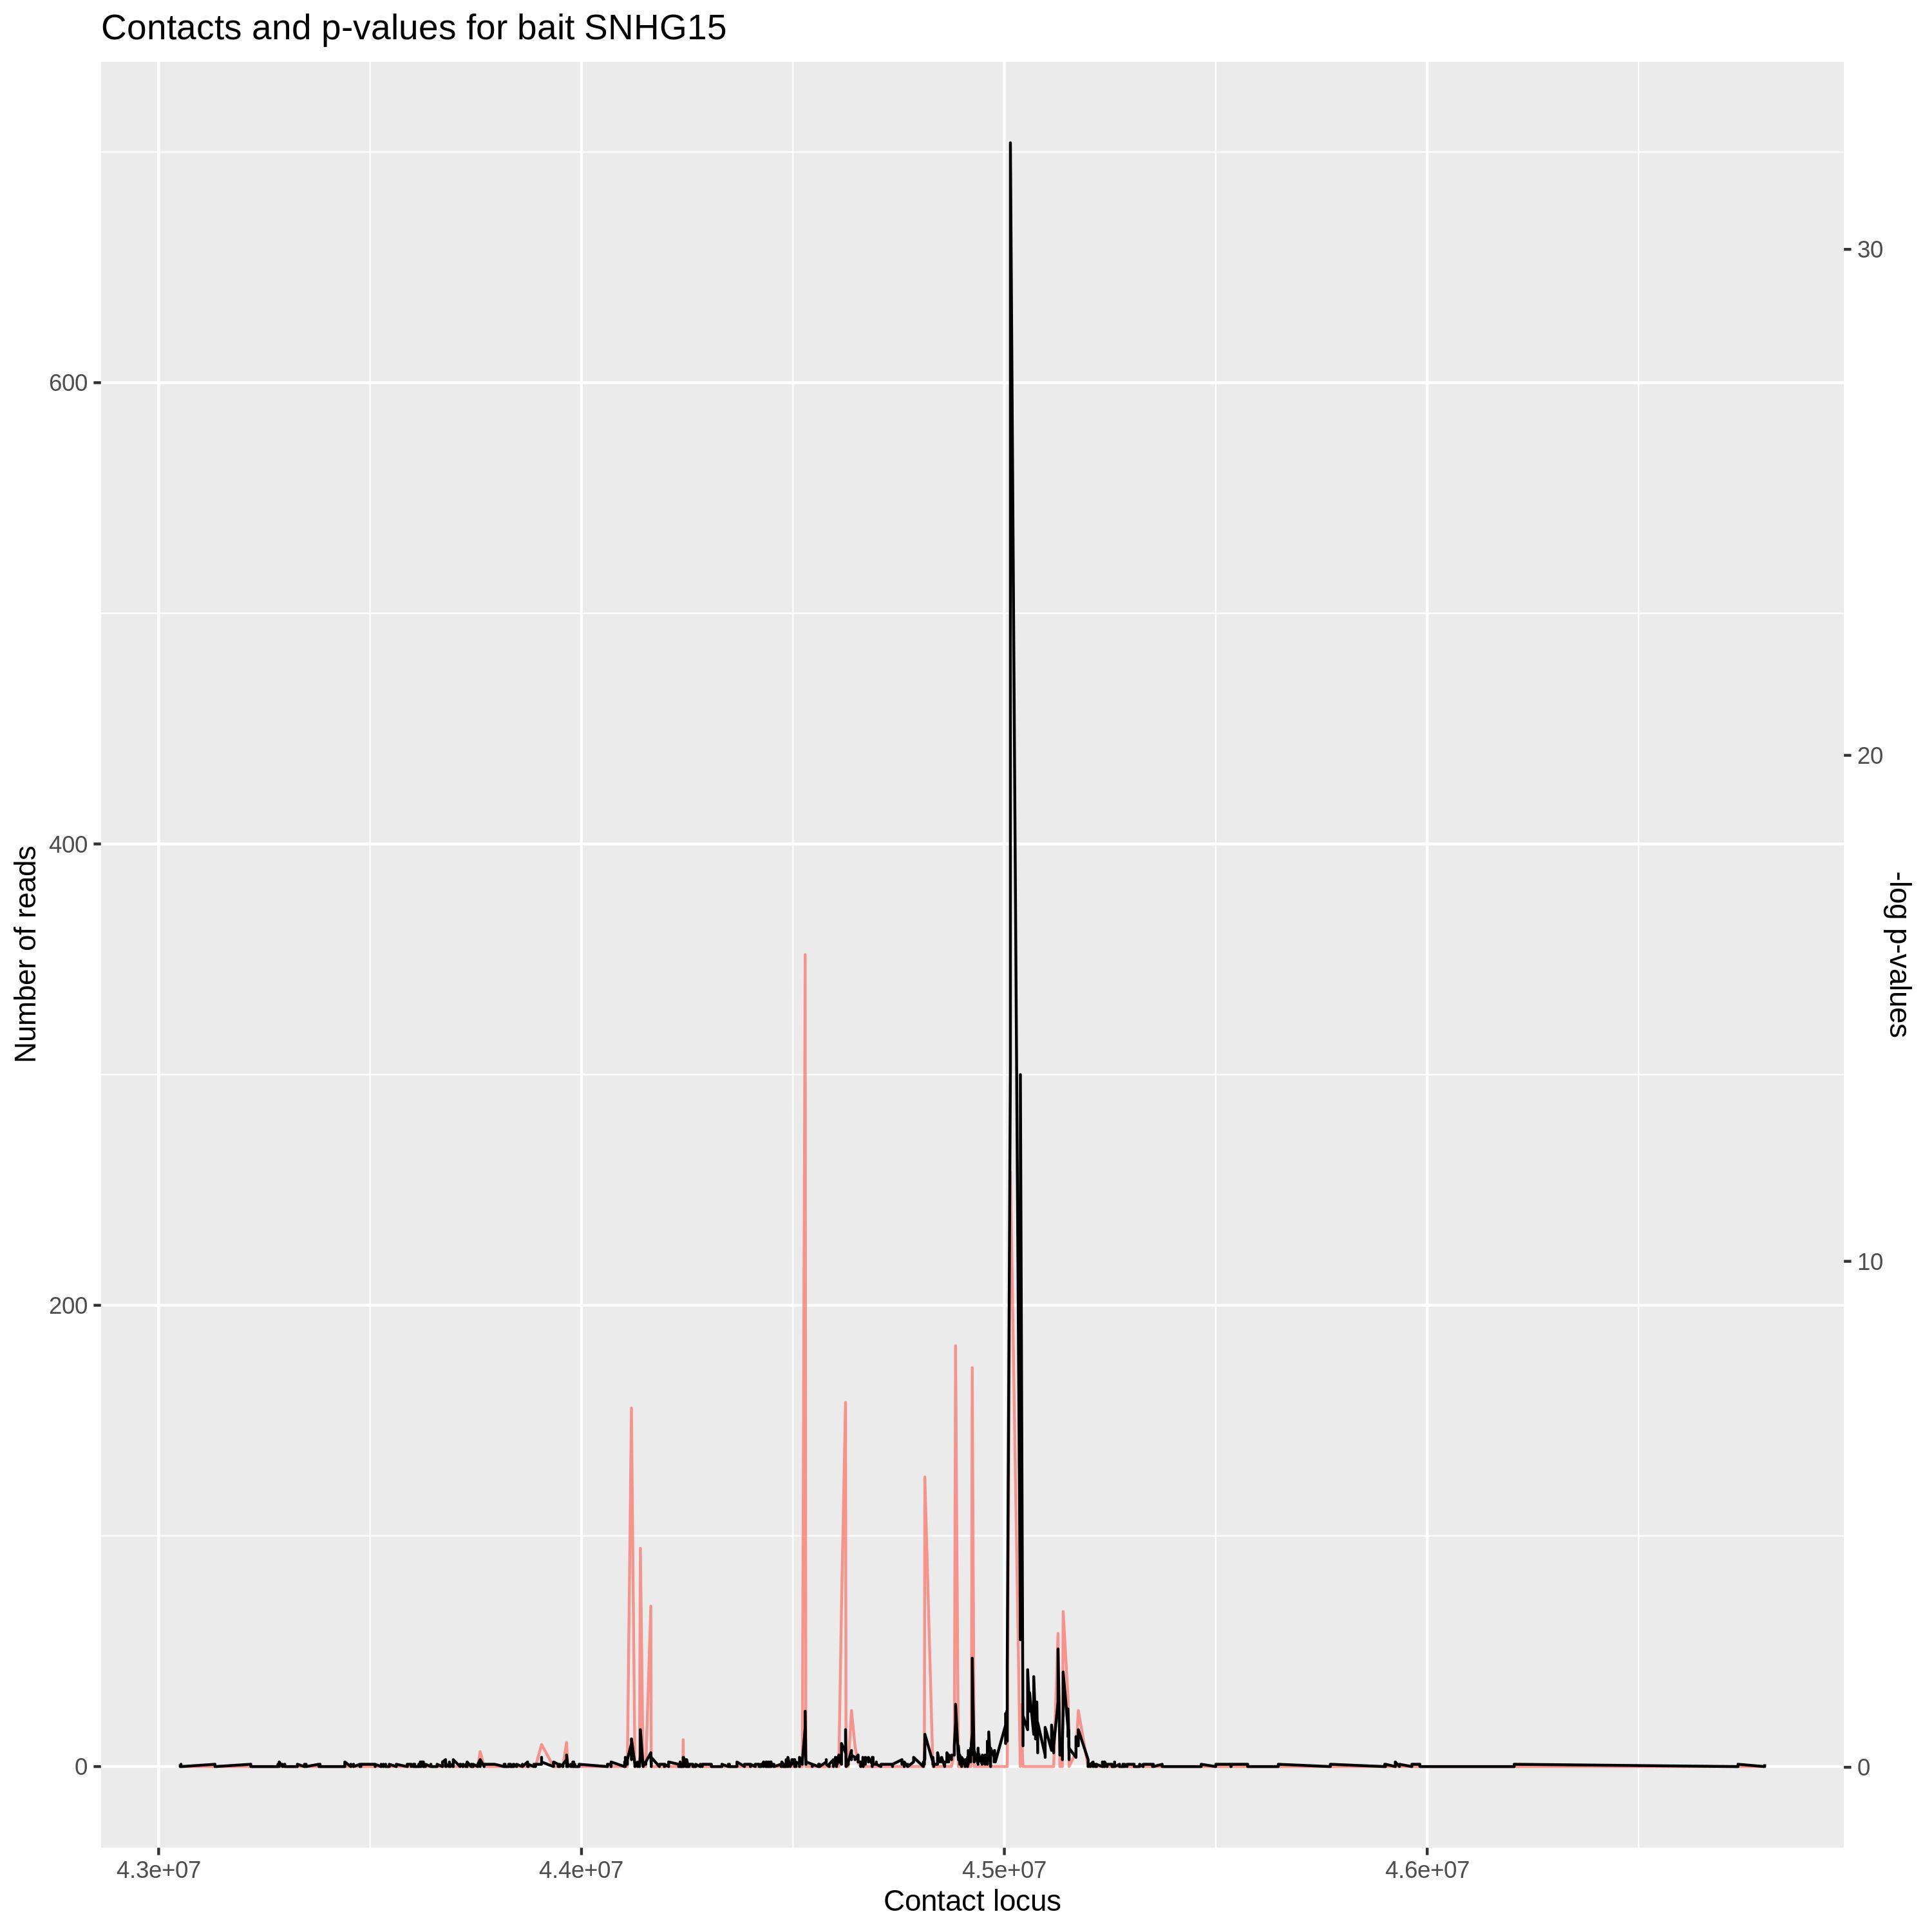 Contacts and p-values for bait SNHG15
Number of reads
600
400
200
0
30
20
10
0
-log p-values
4.3e+07
4.4e+07
4.5e+07
4.6e+07
Contact locus